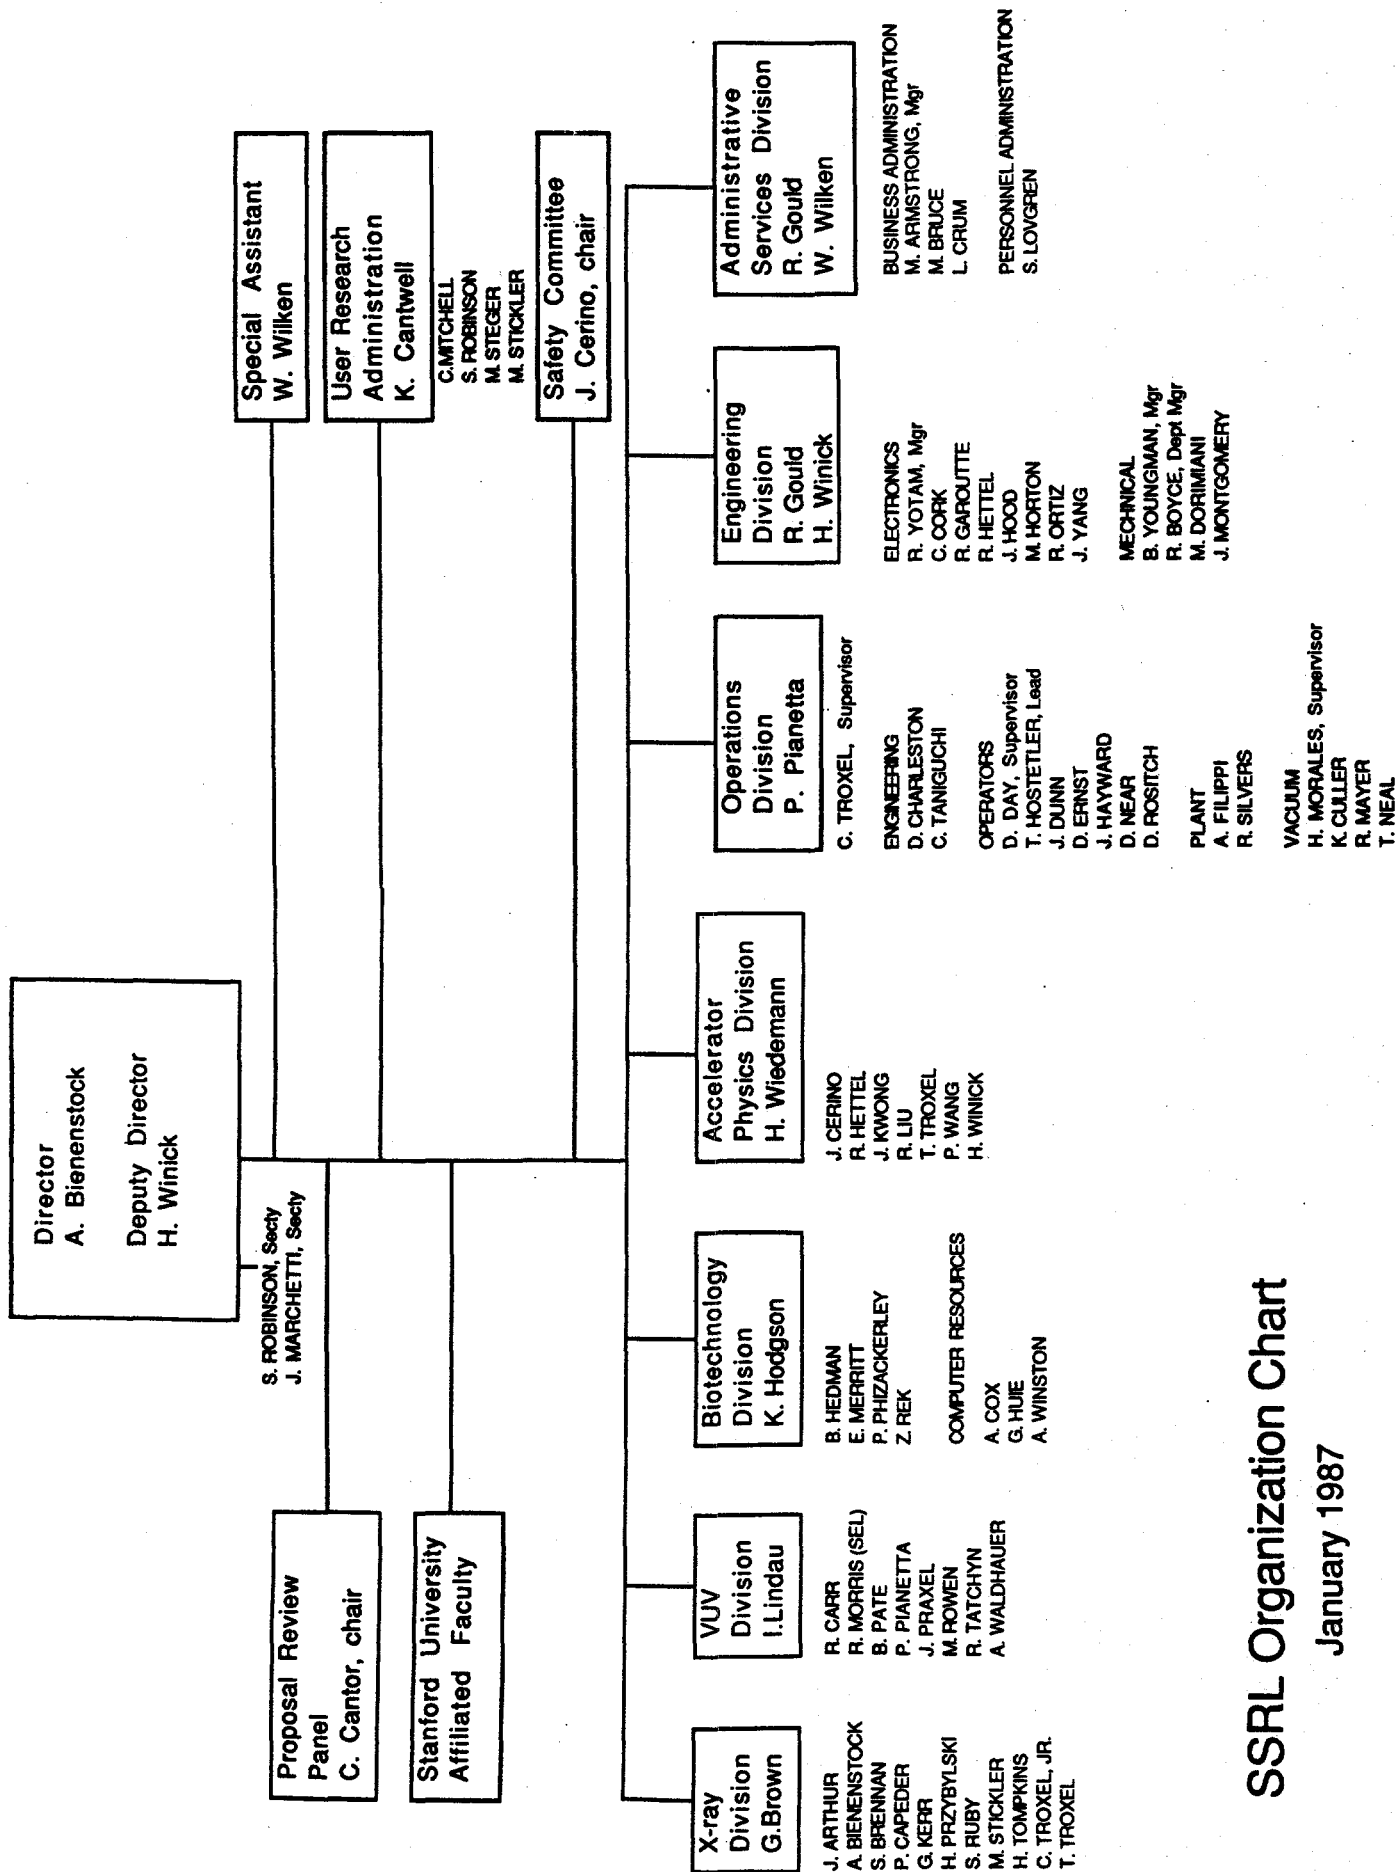 Director
A. Bienenstock
Deputy Director
H. Winick
S. ROBINSON, Secty
J. MARCHETTI, Secty
Special Assistant
W. Wilken
Proposal Review
Panel
C. Cantor, chair
User Research
Administration
K. Cantwell
C.MITCHELL
S. ROBINSON
M. STEGER
M. STICKLER
Stanford University
Affiliated Faculty
Safety Committee
J. Cerino, chair
X-ray
Division
G.Brown
J. ARTHUR
A. BIENENSTOCK
S. BRENNAN
P. CAPEDER
G. KERR
H. PRZYBYLSKI
S. RUBY
M. STICKLER
H. TOMPKINS
C. TROXEL, JR.
T. TROXEL
VUV
Division
I.Lindau
R. CARR
R. MORRIS (SEL)
B. PATE
P. PIANETTA
J. PRAXEL
M. ROWEN
R. TATCHYN
A. WALDHAUER
Biotechnology
Division
K. Hodgson
B. HEDMAN
E. MERRITT
P. PHIZACKERLEY
Z. REK
COMPUTER RESOURCES
A. COX
G. HUIE
A. WINSTON
Accelerator
Physics Division
H. Wiedemann
J. CERINO
R. HETTEL
J. KWONG
R. LIU
T. TROXEL
P. WANG
H. WINICK
Operations
Division
P. Pianetta
C. TROXEL, Supervisor
ENGINEERING
D. CHARLESTON
C. TANIGUCHI
OPERATORS
D. DAY, Supervisor
T. HOSTETLER, Lead
J. DUNN
D. ERNST
J. HAYWARD
D. NEAR
D. ROSITCH
PLANT
A. FILIPPI
R. SILVERS
VACUUM
H. MORALES, Supervisor
K. CULLER
R. MAYER
T. NEAL
Engineering
Division
R. Gould
H. Winick
ELECTRONICS
R. YOTAM, Mgr
C. CORK
R. GAROUTTE
R. HETTEL
J. HOOD
M. HORTON
R. ORTIZ
J. YANG
MECHNICAL
B. YOUNGMAN, Mgr
R. BOYCE, Dept Mgr
M. DORIMIANI
J. MONTGOMERY
Administrative
Services Division
R. Gould
W. Wilken
BUSINESS ADMINISTRATION
M. ARMSTRONG, Mgr
M. BRUCE
L. CRUM
PERSONNEL ADMINISTRATION
S. LOVGREN
SSRL Organization Chart
January 1987